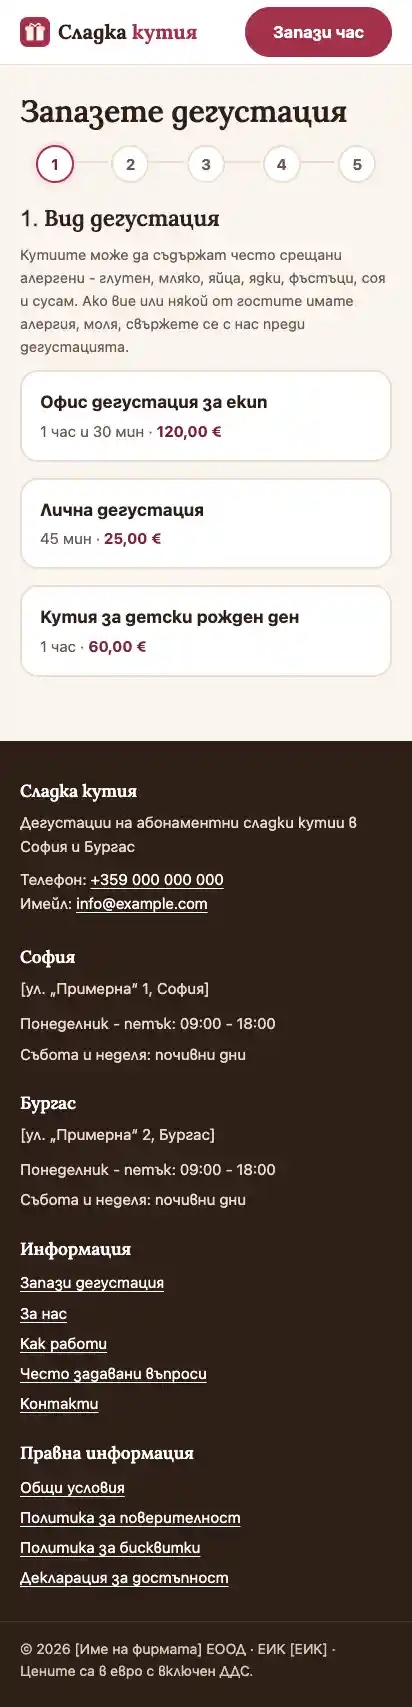 Сладка кутия
Запази час
Запазете дегустация
1 2 3 4 5
1. Вид дегустация
Кутиите може да съдържат често срещани
алергени - глутен, мляко, яйца, ядки, фъстъци, соя
и сусам. Ако вие или някой от гостите имате
алергия, моля, свържете се с нас преди
дегустацията.
Офис дегустация за екип
1 час и 30 мин · 120,00 €
Лична дегустация
45 мин · 25,00 €
Кутия за детски рожден ден
1 час · 60,00 €
Сладка кутия
Дегустации на абонаментни сладки кутии в
София и Бургас
Телефон: +359 000 000 000
Имейл: info@example.com
София
[ул. „Примерна“ 1, София]
Понеделник - петък: 09:00 - 18:00
Събота и неделя: почивни дни
Бургас
[ул. „Примерна“ 2, Бургас]
Понеделник - петък: 09:00 - 18:00
Събота и неделя: почивни дни
Информация
Запази дегустация
За нас
Как работи
Често задавани въпроси
Контакти
Правна информация
Общи условия
Политика за поверителност
Политика за бисквитки
Декларация за достъпност
© 2026 [Име на фирмата] ЕООД · ЕИК [ЕИК] ·
Цените са в евро с включен ДДС.